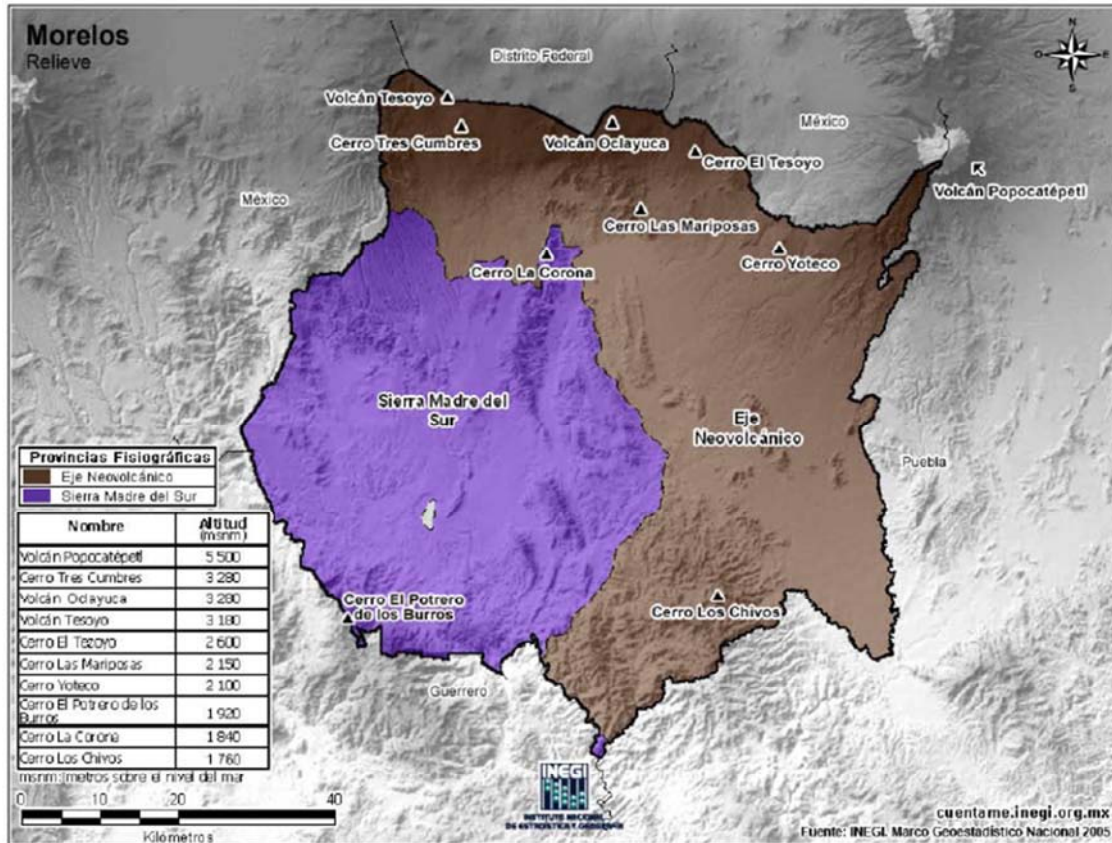 Morelos
Relieve
Distrito Federal
N
O E
S
Volcán Tesoyo
Cerro Tres Cumbres
Volcán Oclayuca
México
Cerro El Tesoyo
Volcán Popocatépetl
México
Cerro Las Mariposas
Cerro La Corona
Cerro Yoteco
Sierra Madre del
Sur
Eje
Neovolcánico
Puebla
Provincias Fisiográficas
Eje Neovolcánico
Sierra Madre del Sur
Nombre Altitud
(msnm)
Volcán Popocatépetl 5 500
Cerro Tres Cumbres 3 280
Volcán Oclayuca 3 280
Volcán Tesoyo 3 180
Cerro El Tezoyo 2 600
Cerro Las Mariposas 2 150
Cerro Yoteco 2 100
Cerro El Potrero de los
Burros 1 920
Cerro La Corona 1 840
Cerro Los Chivos 1 760
msnm: metros sobre el nivel del mar
Cerro El Potrero
de los Burros
Cerro Los Chivos
Guerrero
0 10 20 40
Kilómetros
INEGI
INSTITUTO NACIONAL
DE ESTADÍSTICA Y GEOGRAFÍA
cuentame.inegi.org.mx
Fuente: INEGI. Marco Geoestadístico Nacional 2005